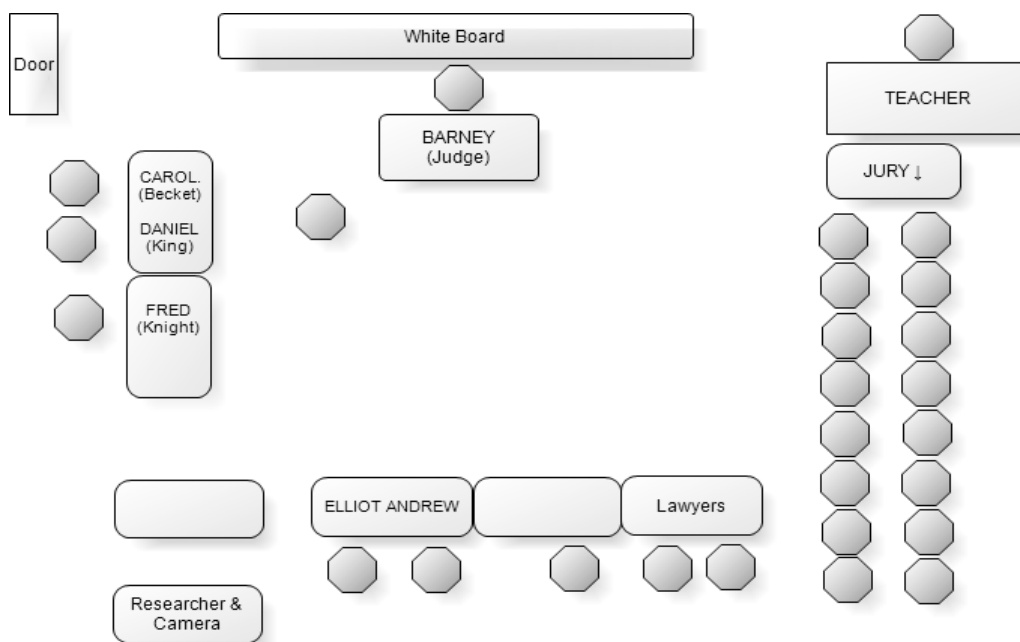 Door
White Board
TEACHER
BARNEY
(Judge)
JURY ↓
CAROL.
(Becket)
DANIEL
(King)
FRED
(Knight)
ELLIOT ANDREW
Lawyers
Researcher &
Camera